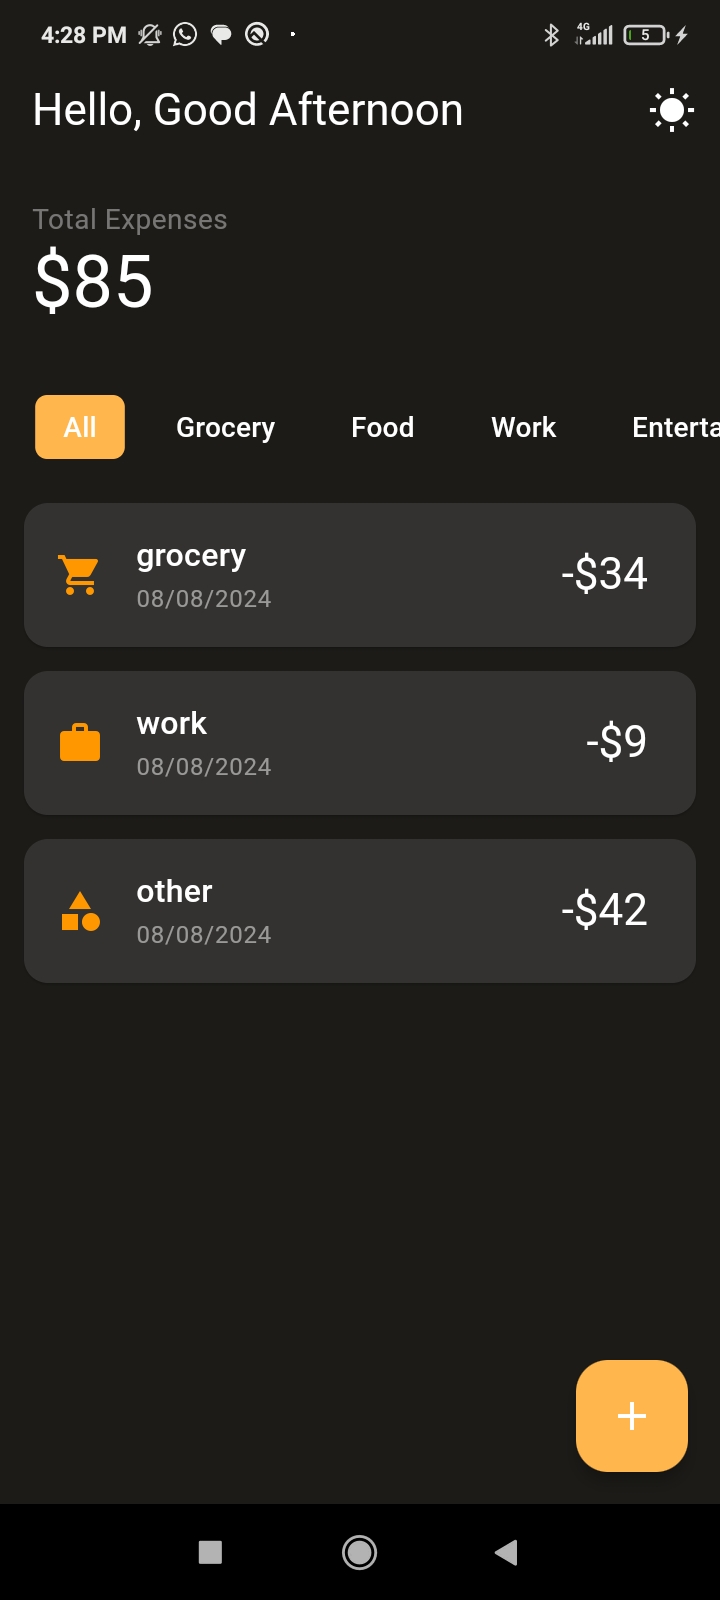 4:28 PM
4G
5
Hello, Good Afternoon
Total Expenses
$85
All Grocery Food Work Enterta
grocery
08/08/2024
-$34
work
08/08/2024
-$9
other
08/08/2024
-$42
+